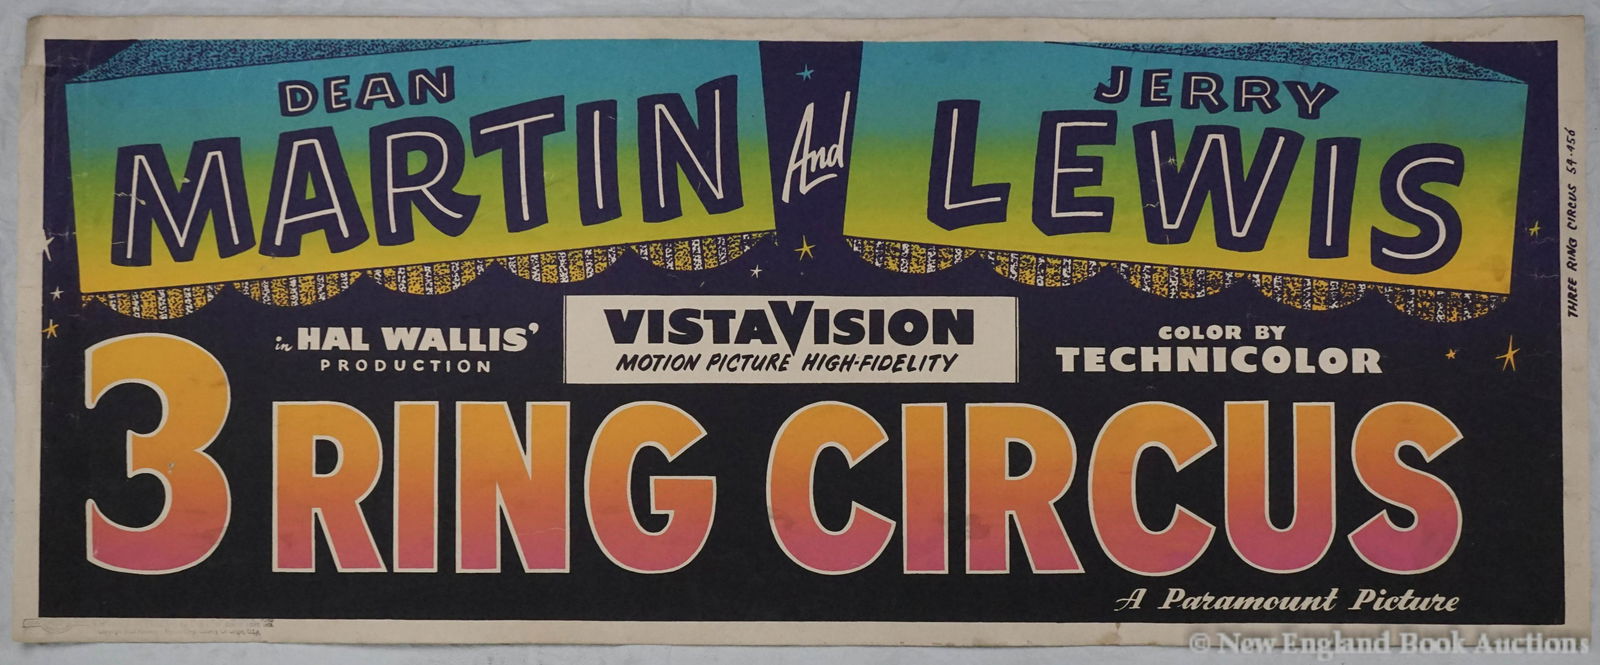 DEAN
MARTIN
And
JERRY
LEWIS
in HAL WALLIS'
PRODUCTION
VISTAVISION
MOTION PICTURE HIGH-FIDELITY
COLOR BY
TECHNICOLOR
3 RING CIRCUS
A Paramount Picture
THREE RING CIRCUS 54-456
© New England Book Auctions